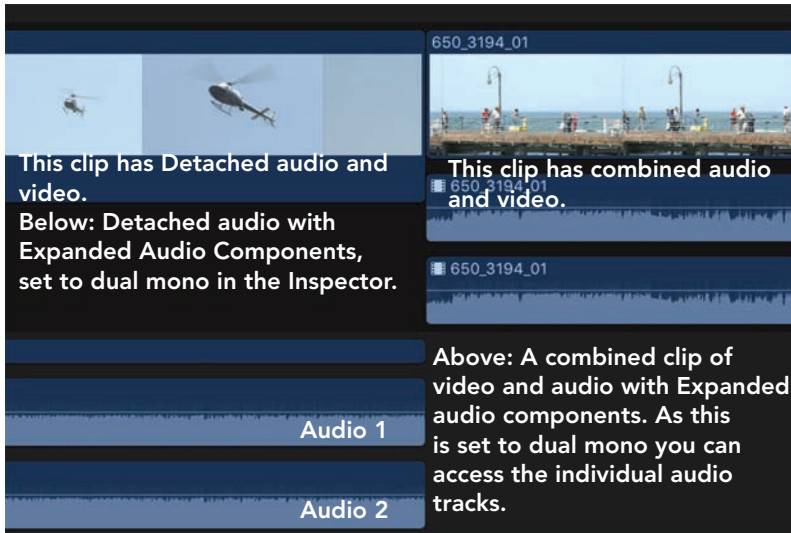 650_3194_01
This clip has Detached audio and
video.
Below: Detached audio with
Expanded Audio Components,
set to dual mono in the Inspector.
This clip has combined audio
and video.
650_3194_01
650_3194_01
Audio 1
Audio 2
Above: A combined clip of
video and audio with Expanded
audio components. As this
is set to dual mono you can
access the individual audio
tracks.